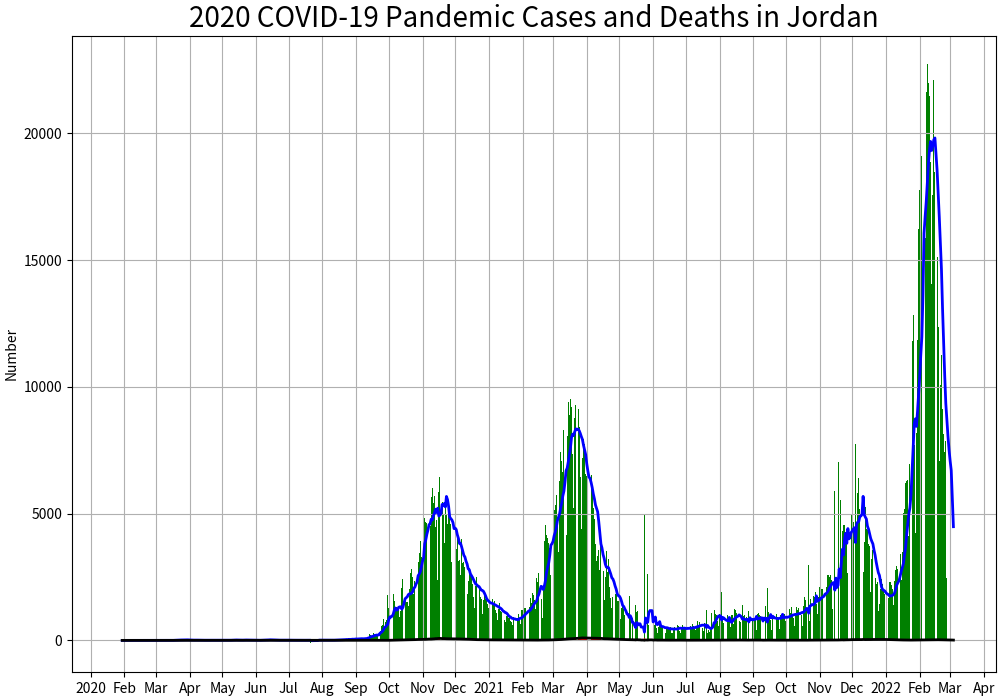 2020 COVID-19 Pandemic Cases and Deaths in Jordan
Number
20000
15000
10000
5000
0
2020 Feb Mar Apr May Jun Jul Aug Sep Oct Nov Dec 2021 Feb Mar Apr May Jun Jul Aug Sep Oct Nov Dec 2022 Feb Mar Apr